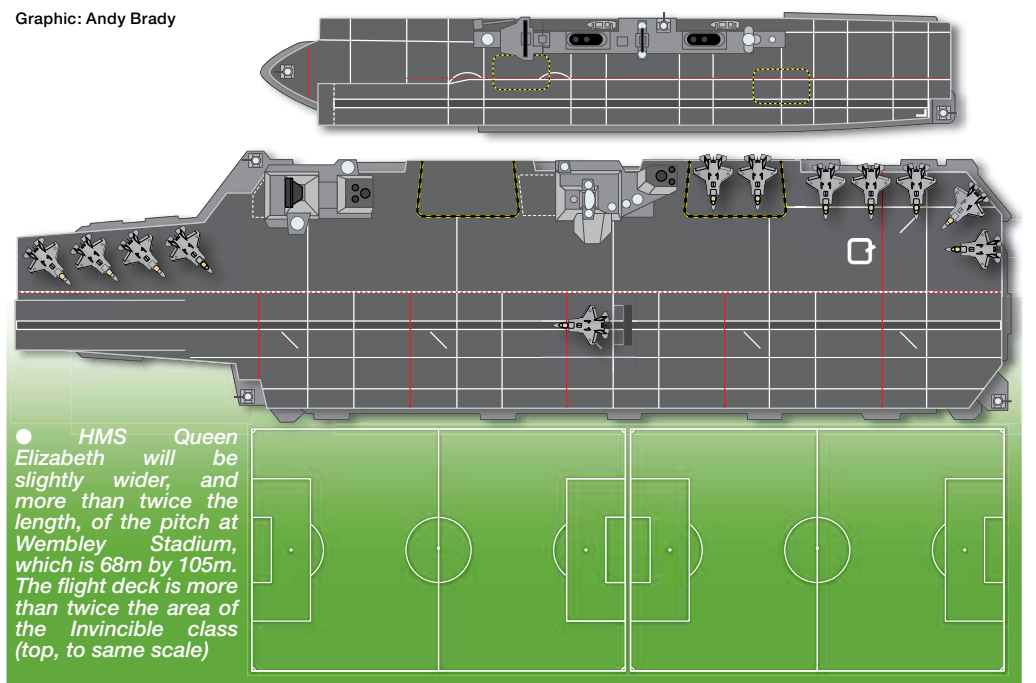 Graphic: Andy Brady
● HMS Queen
Elizabeth will be
slightly wider, and
more than twice the
length, of the pitch at
Wembley Stadium,
which is 68m by 105m.
The flight deck is more
than twice the area of
the Invincible class
(top, to same scale)